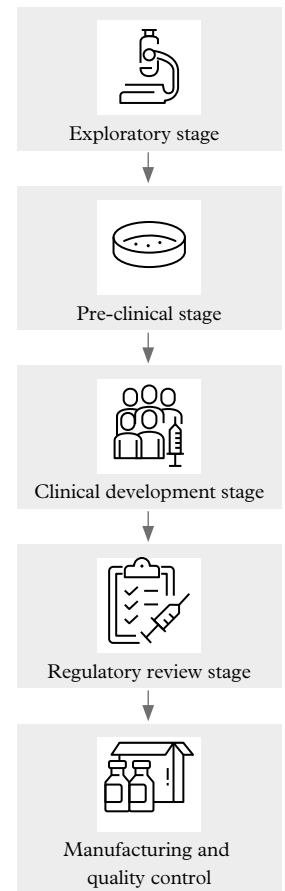 Exploratory stage
Pre-clinical stage
Clinical development stage
Regulatory review stage
Manufacturing and
quality control